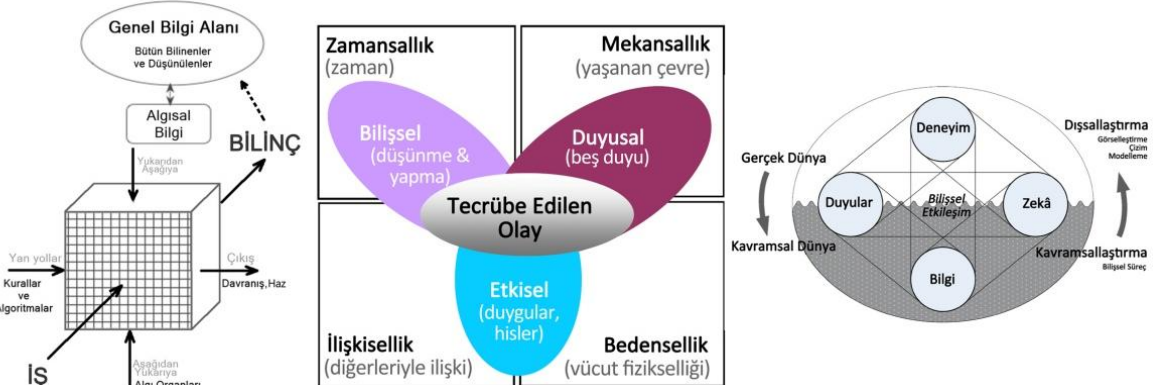 Genel Bilgi Alanı
Bütün Bilinenler
ve Düşünülenler
Algısal
Bilgi
BİLİNÇ
Yukarıdan
Aşağıya
Yan yollar
Kurallar
ve
Algoritmalar
Çıkış
Davranış,Haz
İS
Aşağıdan
Yukarıya
Algı Organları
Zamansallık
(zaman)
Mekansallık
(yaşanan çevre)
Bilişsel
(düşünme &
yapma)
Duyusal
(beş duyu)
Tecrübe Edilen
Olay
Etkisel
(duygular,
hisler)
İlişkisellik
(diğerleriyle ilişki)
Bedensellik
(vücut fizikselliği)
Deneyim
Gerçek Dünya
Duyular
Bilişsel
Etkileşim
Zekâ
Kavramsal Dünya
Bilgi
Dışsallaştırma
Görselleştirme
Çizim
Modelleme
Kavramsallaştırma
Bilişsel Süreç